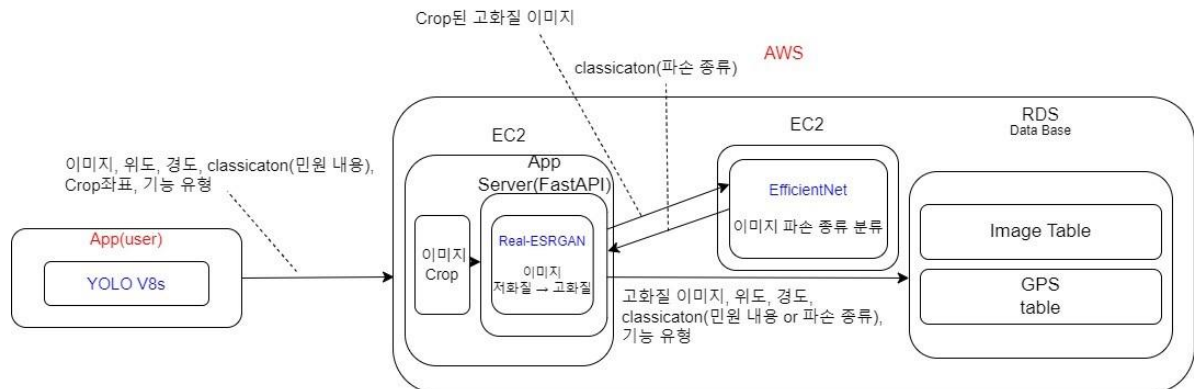 Crop된 고화질 이미지
AWS
classicaton(파손 종류)
RDS
Data Base
EC2
EC2
이미지, 위도, 경도, classicaton(민원 내용),
Crop좌표, 기능 유형
App
Server(FastAPI)
EfficientNet
이미지 파손 종류 분류
App(user)
YOLO V8s
이미지
Crop
Real-ESRGAN
이미지
저화질 → 고화질
Image Table
GPS
table
고화질 이미지, 위도, 경도,
classicaton(민원 내용 or 파손 종류),
기능 유형